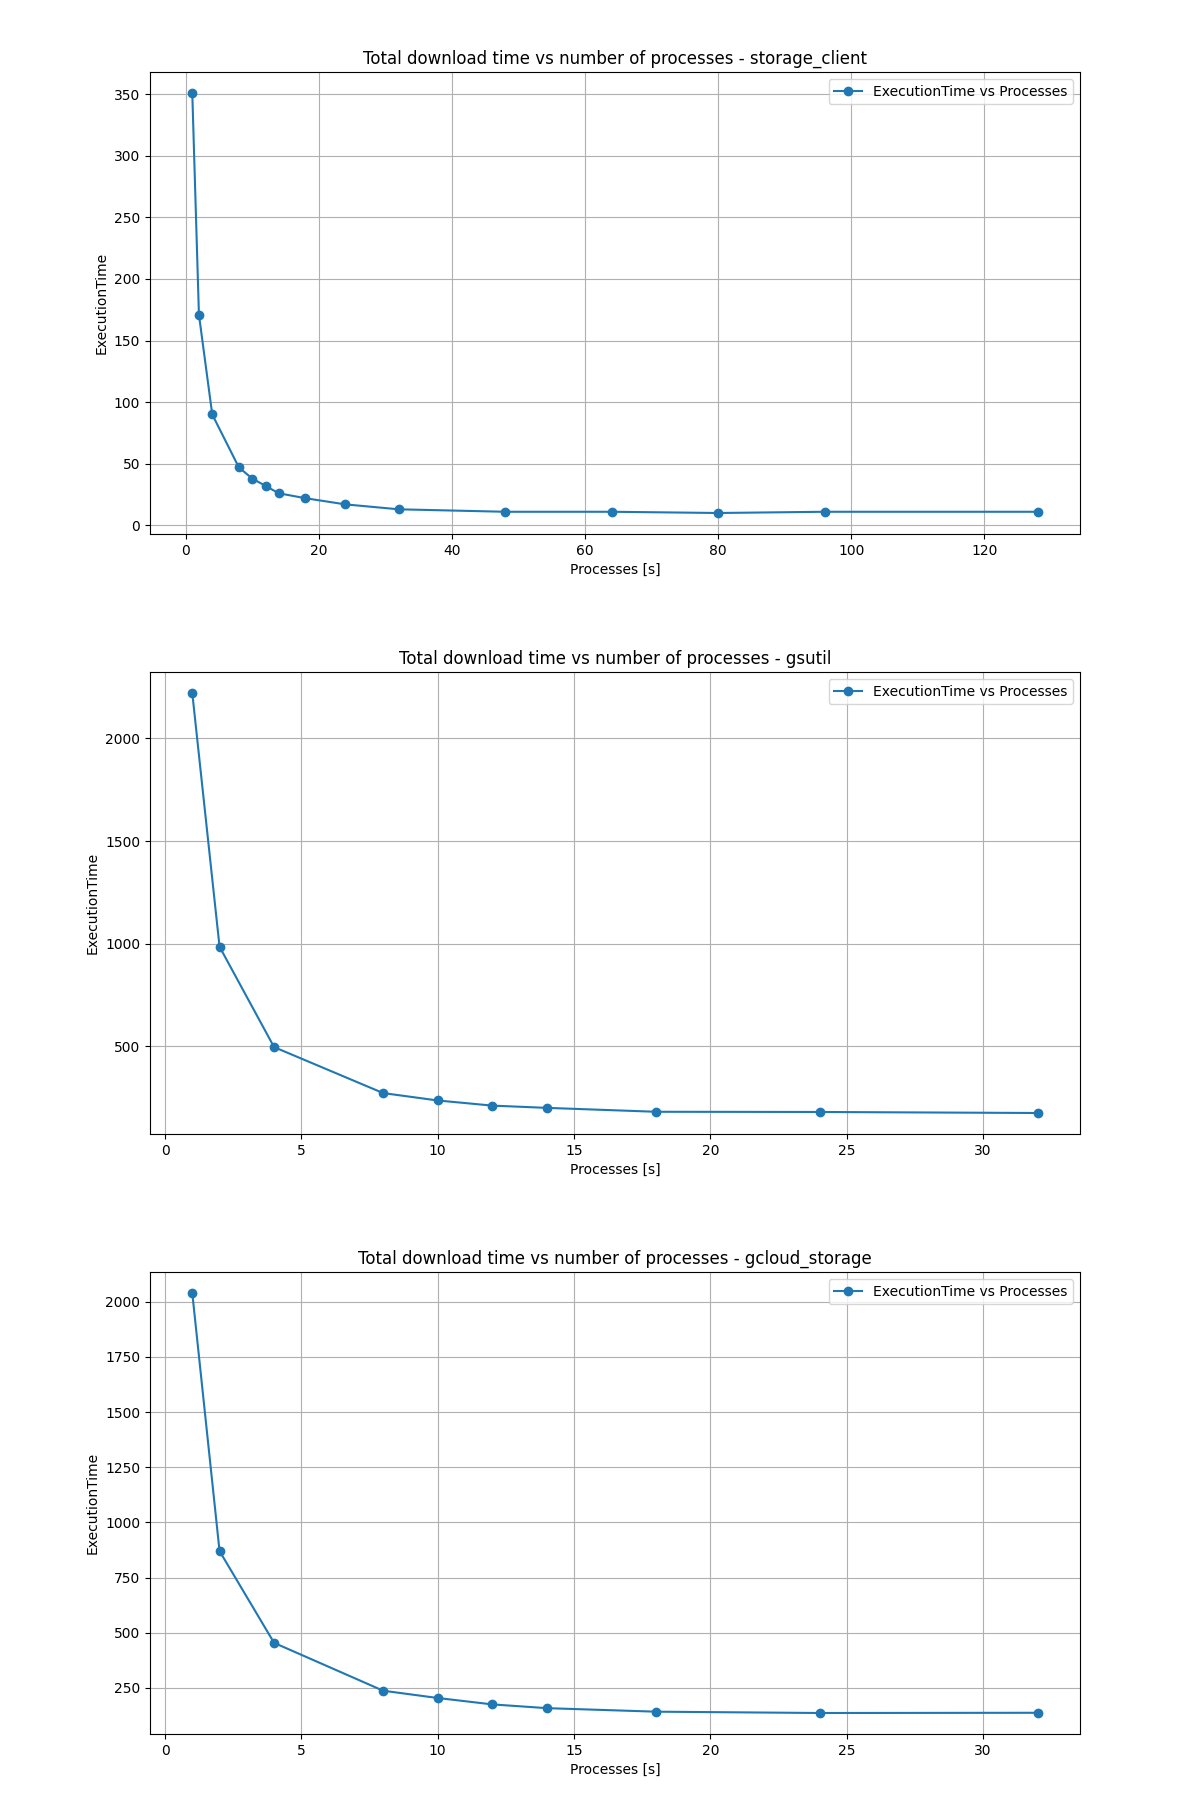 Total download time vs number of processes - storage_client
ExecutionTime vs Processes
350
300
250
200
150
100
50
0
ExecutionTime
0 20 40 60 80 100 120
Processes [s]
Total download time vs number of processes - gsutil
ExecutionTime vs Processes
2000
1500
1000
500
ExecutionTime
0 5 10 15 20 25 30
Processes [s]
Total download time vs number of processes - gcloud_storage
ExecutionTime vs Processes
2000
1750
1500
1250
1000
750
500
250
ExecutionTime
0 5 10 15 20 25 30
Processes [s]